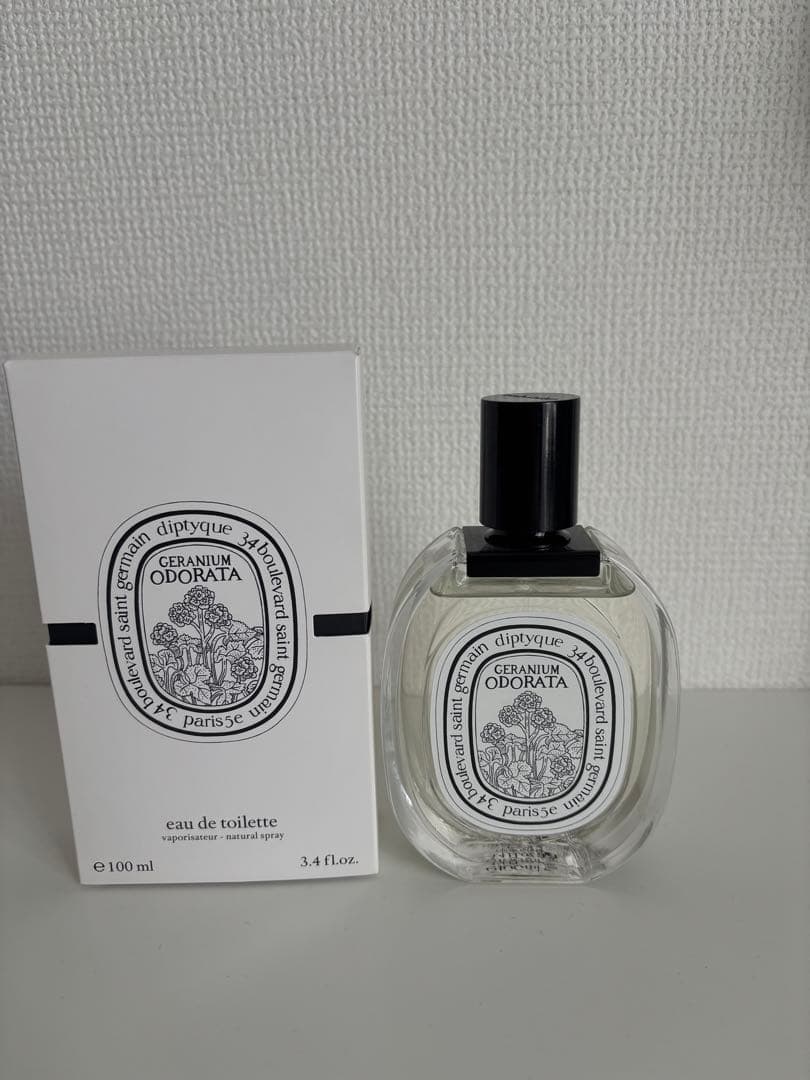 diptyque 34 boulevard saint germain paris 5e 34 boulevard saint germain
GERANIUM
ODORATA
eau de toilette
vaporisateur - natural spray
e 100 ml
3.4 fl.oz.
diptyque 34 boulevard saint germain paris 5e 34 boulevard saint germain
GERANIUM
ODORATA